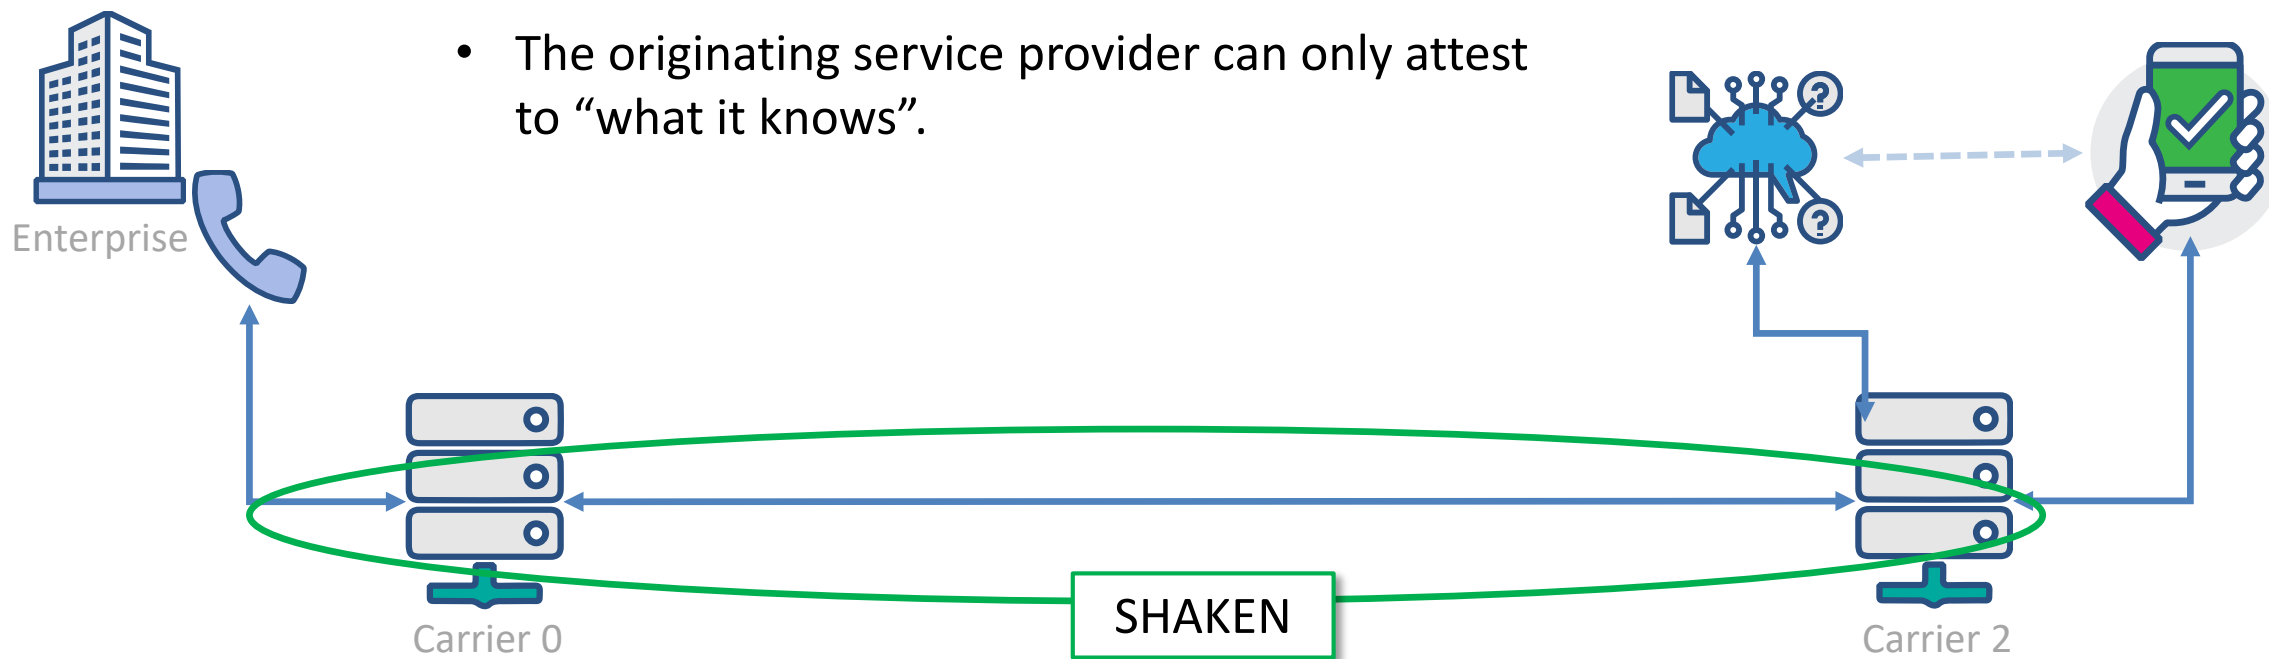 • The originating service provider can only attest
to “what it knows”.
?
Enterprise
?
SHAKEN
Carrier 0
Carrier 2